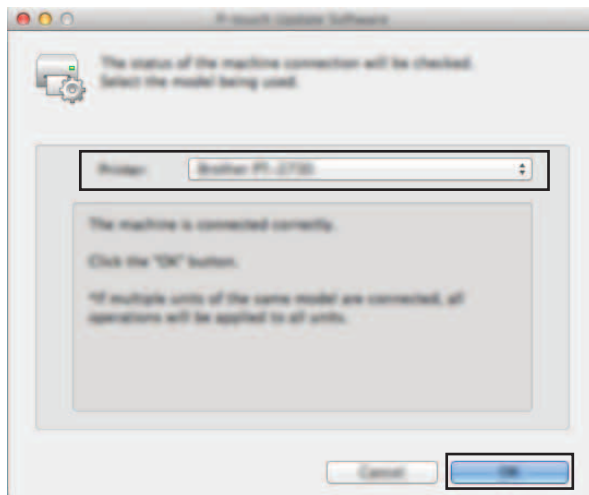 P-touch Update Software
The status of the machine connection will be checked.
Select the model being used.
Printer:
Brother PT-2730
The machine is connected correctly.
Click the "OK" button.
*If multiple units of the same model are connected, all
operations will be applied to all units.
Cancel
OK